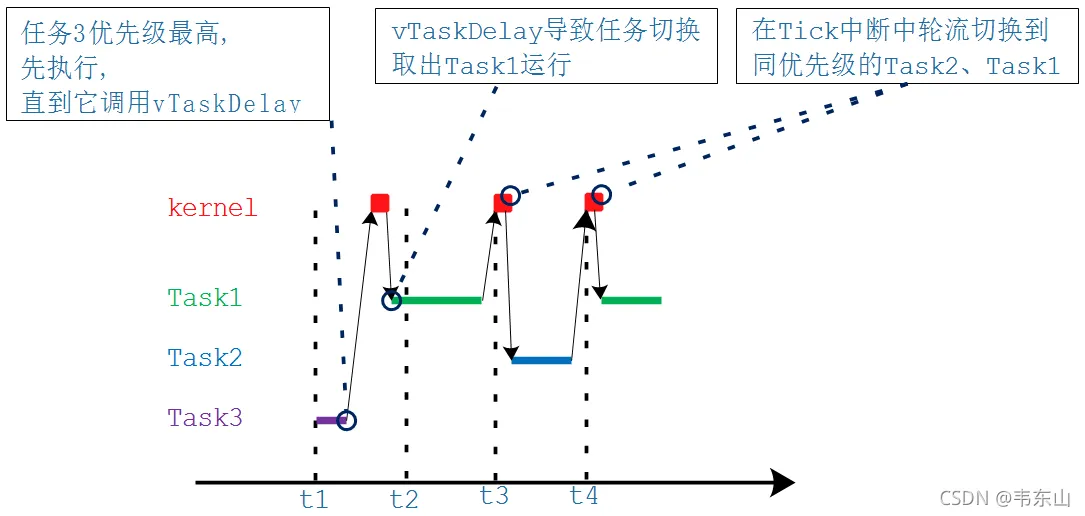 任务3优先级最高,
先执行,
直到它调用vTaskDelay
vTaskDelay导致任务切换
取出Task1运行
在Tick中断中轮流切换到
同优先级的Task2、Task1
kernel
Task1
Task2
Task3
t1
t2
t3
t4
CSDN @韦东山